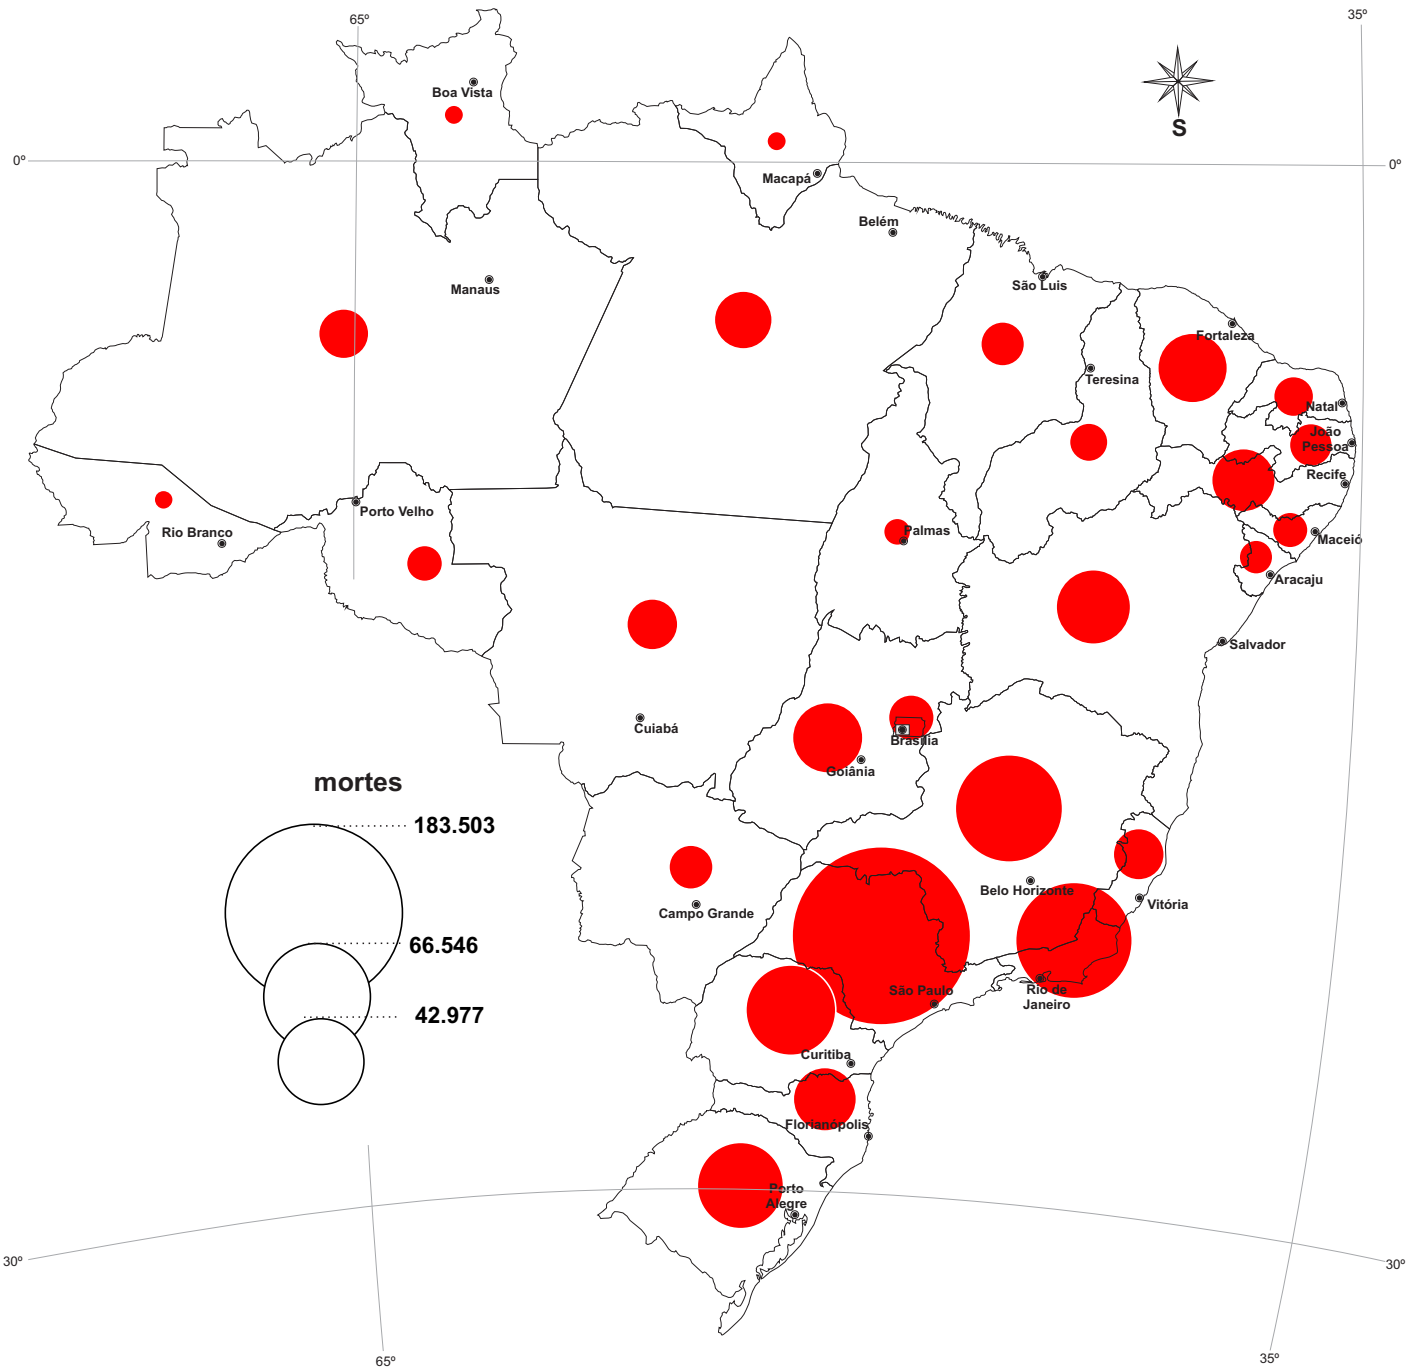 65º
35º
Boa Vista
S
0º
0º
Macapá
Belém
Manaus
São Luis
Fortaleza
Teresina
Natal
João
Pessoa
Recife
Porto Velho
Rio Branco
Palmas
Maceió
Aracaju
Salvador
Cuiabá
Brasília
Goiânia
mortes
183.503
66.546
42.977
Belo Horizonte
Campo Grande
Vitória
São Paulo
Rio de
Janeiro
Curitiba
Florianópolis
Porto
Alegre
30º
30º
65º
35º